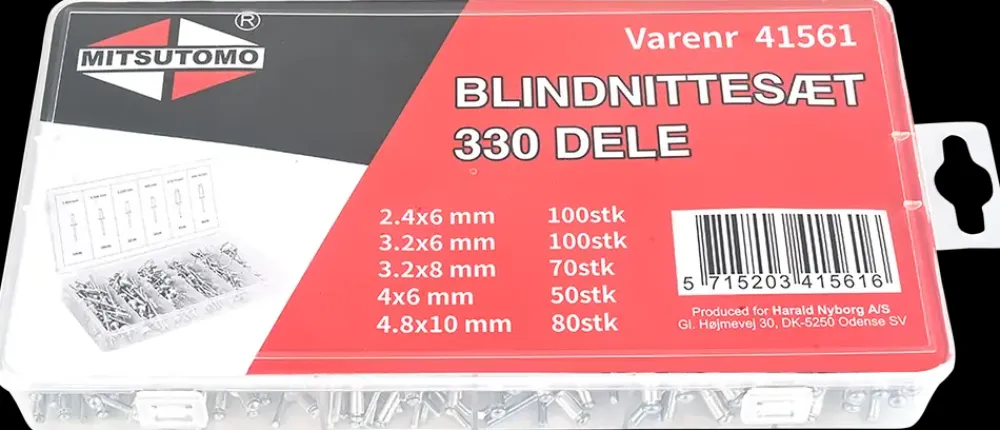 MITSUTOMO
®
Varenr 41561
BLINDNITTESÆT
330 DELE
2.4x6 mm 100stk
3.2x6 mm 100stk
3.2x8 mm 70stk
4x6 mm 50stk
4.8x10 mm 80stk
5 715203 415616
Produced for Harald Nyborg A/S
Gl. Højmevej 30, DK-5250 Odense SV